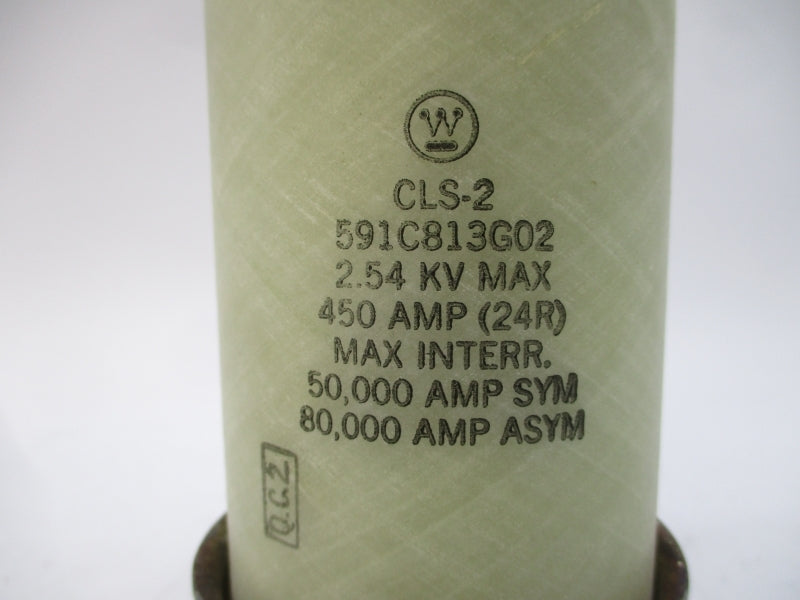 W
CLS-2
591C813G02
2.54 KV MAX
450 AMP (24R)
MAX INTERR.
50,000 AMP SYM
80,000 AMP ASYM
Q.C.2